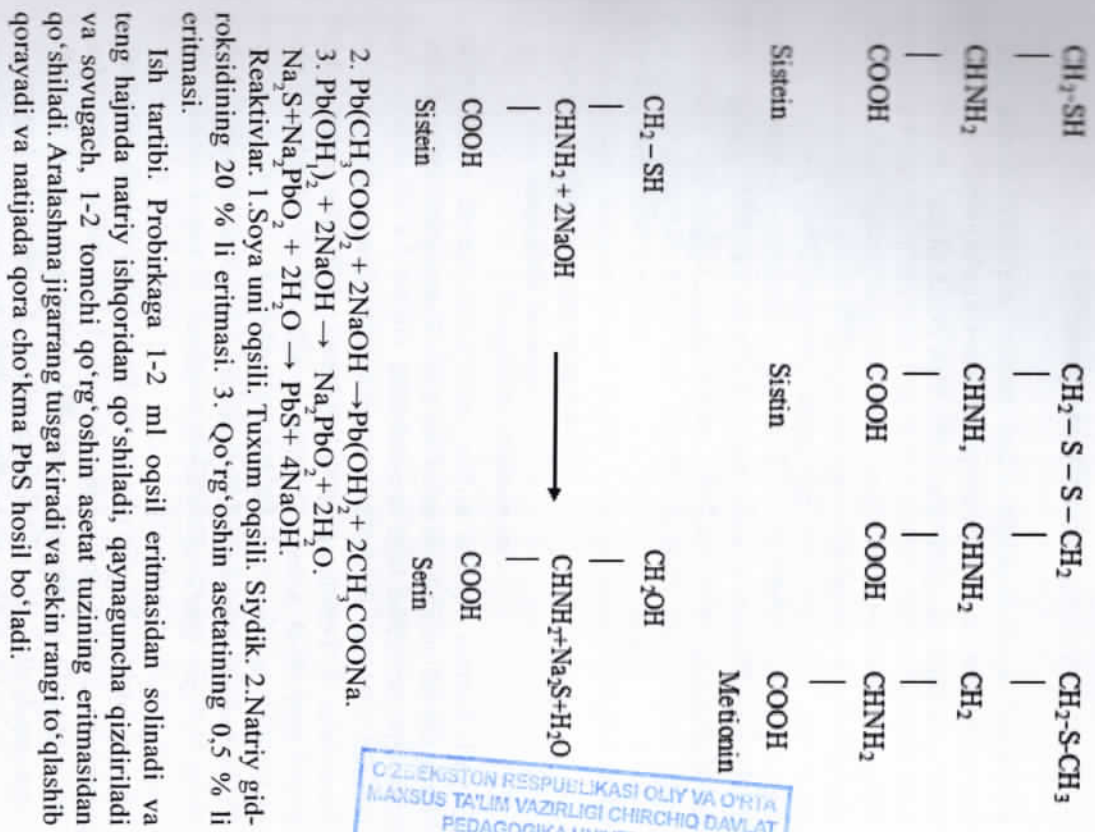 CH₂-SH CH₂ – S – S – CH₂ CH₂-S-CH₃
| | | |
CHNH₂ CHNH₂ CHNH₂ CH₂
| | | |
COOH COOH COOH CHNH₂
|
Sistein Sistin COOH
Metionin
CH₂ – SH CH₂OH
| |
CHNH₂ + 2NaOH → CHNH₂+Na₂S+H₂O
| |
COOH COOH
Sistein Serin
2. Pb(CH₃COO)₂ + 2NaOH →Pb(OH)₂ + 2CH₃COONa.
3. Pb(OH)₂ + 2NaOH → Na₂PbO₂ + 2H₂O.
Na₂S+Na₂PbO₂ + 2H₂O → PbS+ 4NaOH
Reaktivlar. 1.Soya uni oqsili. Tuxum oqsili. Siydik. 2.Natriy gid-
roksidining 20 % li eritmasi. 3. Qo‘rg‘oshin asetatining 0,5 % li
eritmasi.
Ish tartibi. Probirkaga 1-2 ml oqsil eritmasidan solinadi va
teng hajmda natriy ishqoridan qo‘shiladi, qaynaguncha qizdiriladi
va sovugach, 1-2 tomchi qo‘rg‘oshin asetat tuzining eritmasidan
qo‘shiladi. Aralashma jigarrang tusga kiradi va sekin rangi to‘qlashib
qorayadi va natijada qora cho‘kma PbS hosil bo‘ladi.
O'ZBEKISTON RESPUBLIKASI OLIY VA O'RTA
MAXSUS TA'LIM VAZIRLIGI CHIRCHIQ DAVLAT
PEDAGOGIKA